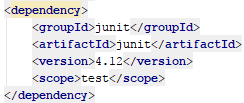 <dependency>
    <groupId>junit</groupId>
    <artifactId>junit</artifactId>
    <version>4.12</version>
    <scope>test</scope>
</dependency>